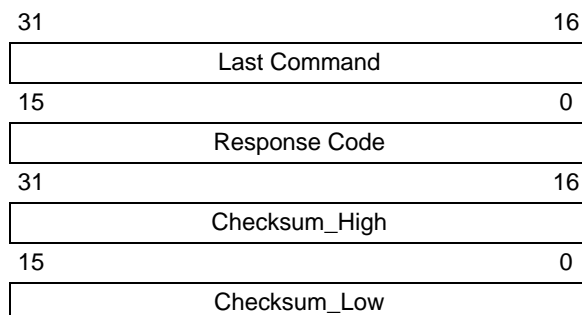 31 16
Last Command
15 0
Response Code
31 16
Checksum_High
15 0
Checksum_Low